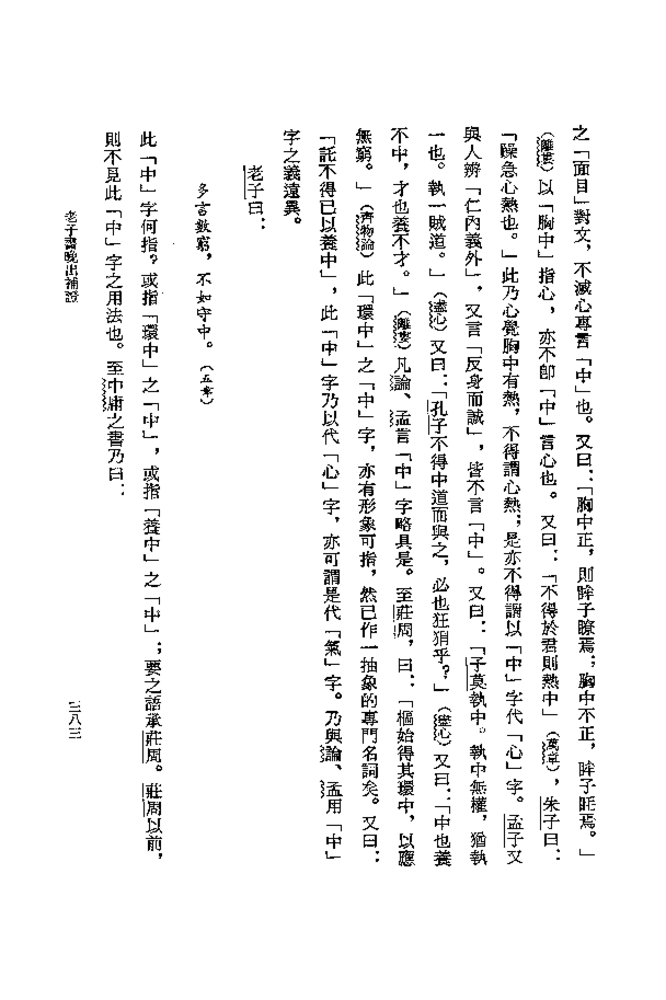 之「面目」對文，不減心專言「中」也。又曰：「胸中正，則眸子瞭焉；胸中不正，眸子眊焉。」
（離婁）以「胸中」指心，亦不卽「中」言心也。又曰：「不得於君則熱中」（萬章），朱子曰：
「躁急心熱也。」此乃心覺胸中有熱，不得謂心熱；是亦不得謂以「中」字代「心」字。孟子又
與人辨「仁內義外」，又言「反身而誠」，皆不言「中」。又曰：「子莫執中。執中無權，猶執
一也。執一賊道。」（盡心）又曰：「孔子不得中道而與之，必也狂狷乎？」（盡心）又曰：「中也養
不中，才也養不才。」（離婁）凡論、孟言「中」字略具是。至莊周，曰：「樞始得其環中，以應
無窮。」（齊物論）此「環中」之「中」字，亦有形象可指，然已作一抽象的專門名詞矣。又曰：
「託不得已以養中」，此「中」字乃以代「心」字，亦可謂是代「氣」字。乃與論、孟用「中」
字之義遠異。
老子曰：
多言數窮，不如守中。（五章）
此「中」字何指？或指「環中」之「中」，或指「養中」之「中」；要之語承莊周。莊周以前，
則不見此「中」字之用法也。至中庸之書乃曰：
老子書晚出補證
三八三